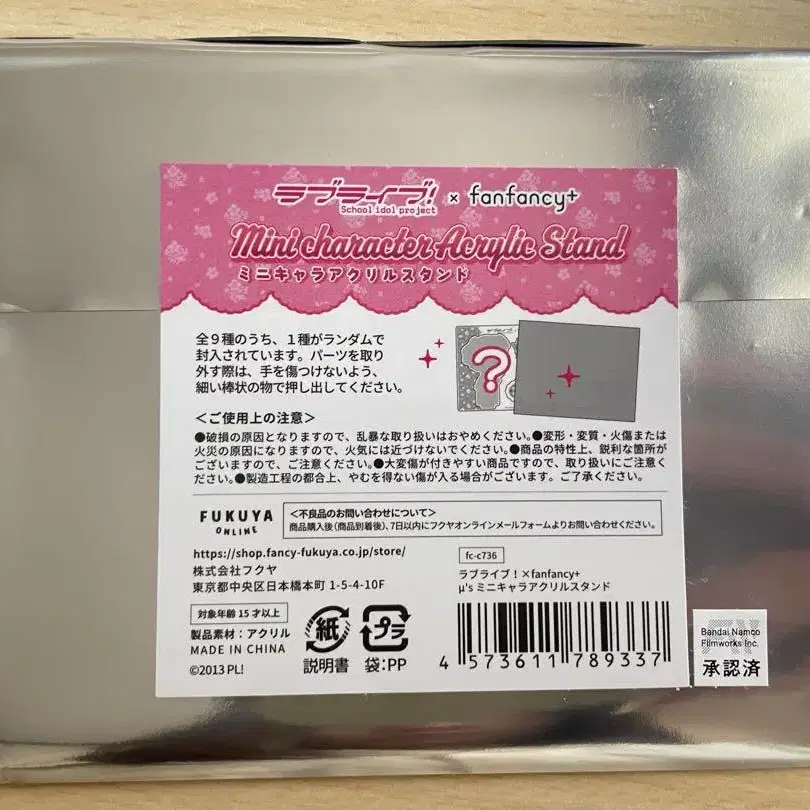 ラブライブ!
School idol project
× fanfancy+
Mini character Acrylic Stand
ミニキャラアクリルスタンド
全9種のうち、1種がランダムで
封入されています。パーツを取り
外す際は、手を傷つけないよう、
細い棒状の物で押し出してください。
?
<ご使用上の注意>
●破損の原因となりますので、乱暴な取り扱いはおやめください。●変形・変質・火傷または
火災の原因になりますので、火気には近づけないでください。●商品の特性上、鋭利な箇所が
ございますので、ご注意ください。●大変傷が付きやすい商品ですので、取り扱いにご注意くだ
さい。●製造工程の都合上、やむを得ない傷が入る場合がございます。ご了承ください。
FUKUYA
ONLINE
<不良品のお問い合わせについて>
商品購入後(商品到着後)、7日以内にフクヤオンラインメールフォームよりお問い合わせください。
https://shop.fancy-fukuya.co.jp/store/
株式会社フクヤ
東京都中央区日本橋本町 1-5-4-10F
fc-c736
ラブライブ!×fanfancy+
μ's ミニキャラアクリルスタンド
対象年齢 15 才以上
製品素材:アクリル
MADE IN CHINA
©2013 PL!
紙
説明書
プラ
袋:PP
4 573611 789337
Bandai Namco
Filmworks Inc.
承認済